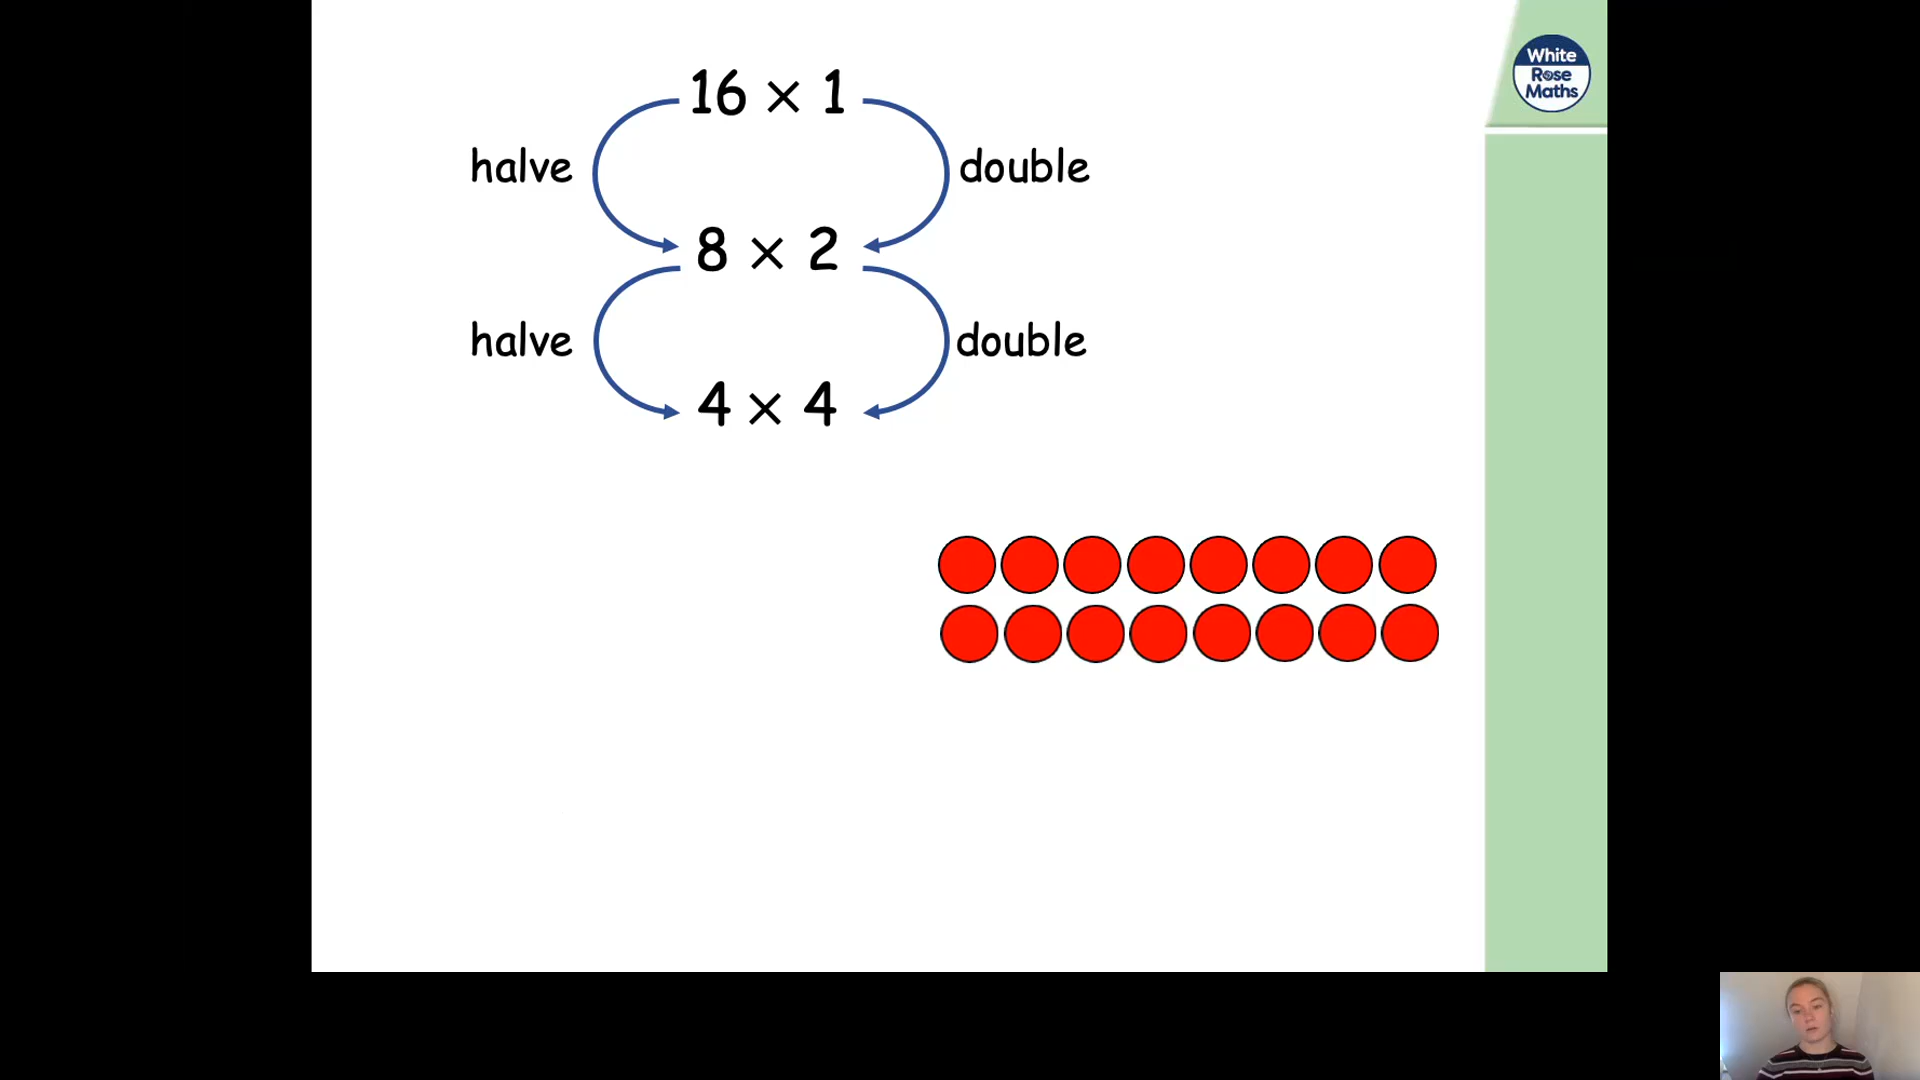 16 × 1
halve
double
8 × 2
halve
double
4 × 4
White
Rose
Maths